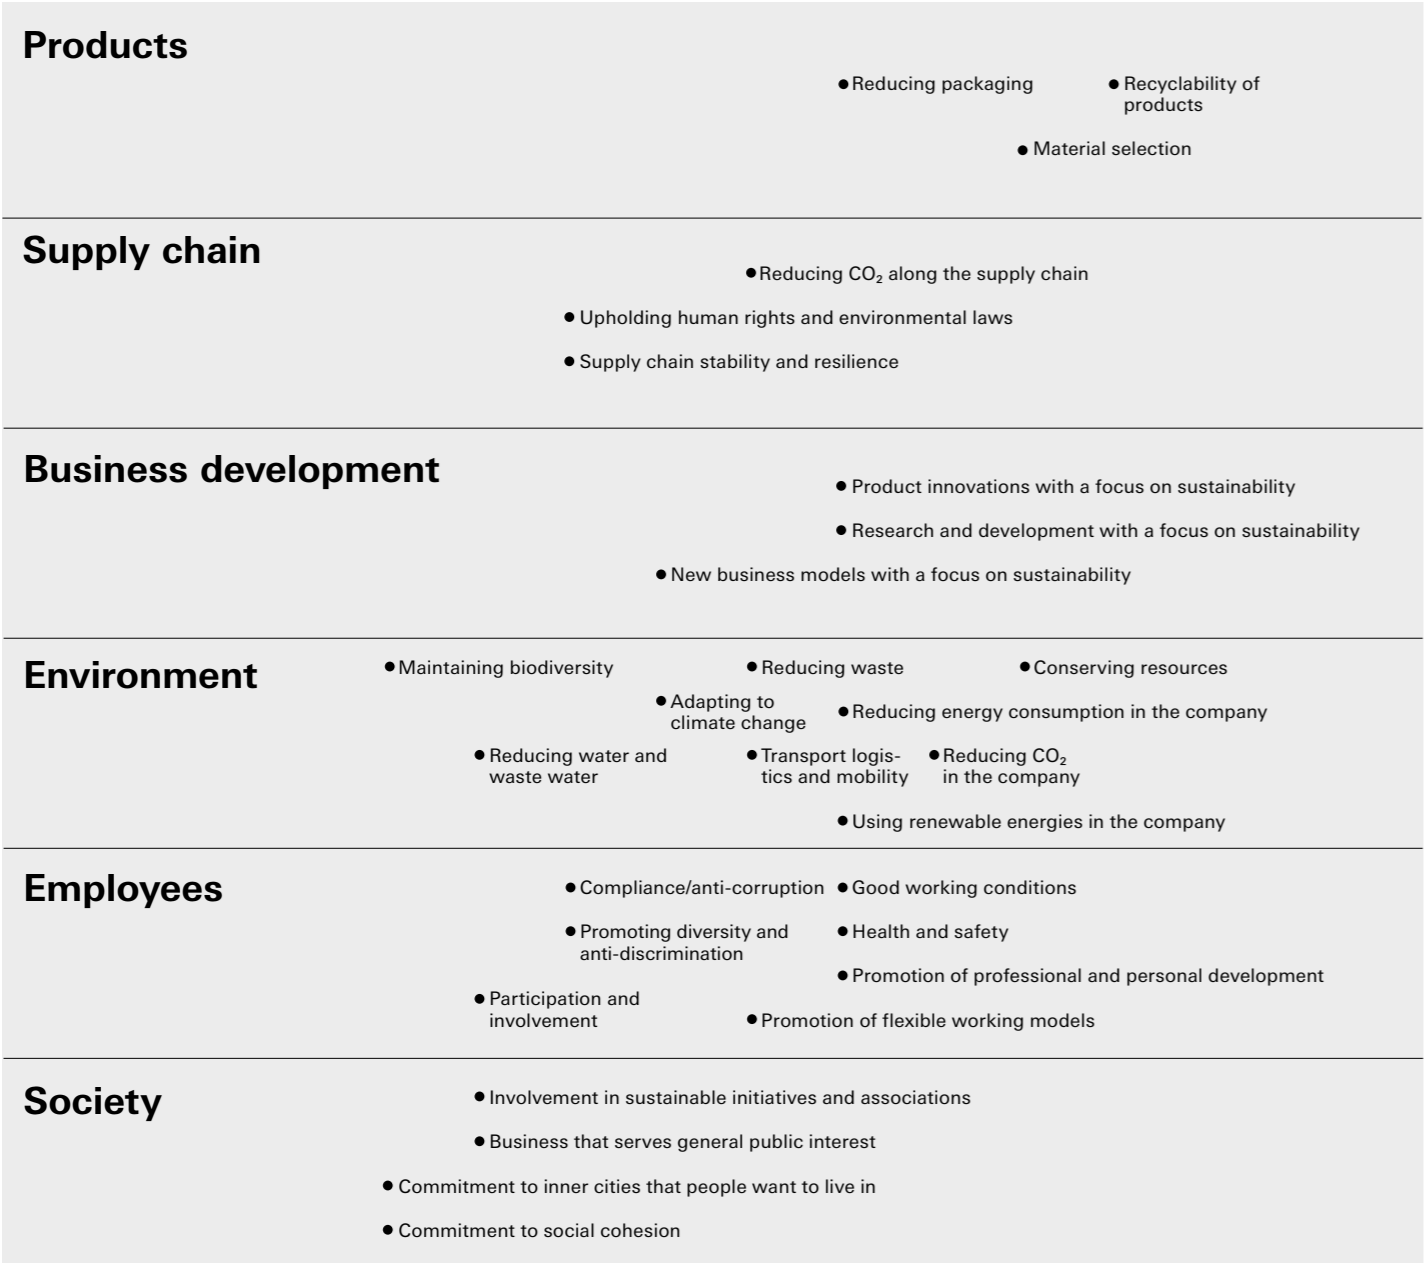 Products
● Reducing packaging
● Recyclability of
products
● Material selection
Supply chain
● Reducing CO₂ along the supply chain
● Upholding human rights and environmental laws
● Supply chain stability and resilience
Business development
● Product innovations with a focus on sustainability
● Research and development with a focus on sustainability
● New business models with a focus on sustainability
Environment
● Maintaining biodiversity
● Reducing waste
● Conserving resources
● Adapting to
climate change
● Reducing energy consumption in the company
● Reducing water and
waste water
● Transport logis-
tics and mobility
● Reducing CO₂
in the company
● Using renewable energies in the company
Employees
● Compliance/anti-corruption
● Good working conditions
● Promoting diversity and
anti-discrimination
● Health and safety
● Promotion of professional and personal development
● Participation and
involvement
● Promotion of flexible working models
Society
● Involvement in sustainable initiatives and associations
● Business that serves general public interest
● Commitment to inner cities that people want to live in
● Commitment to social cohesion